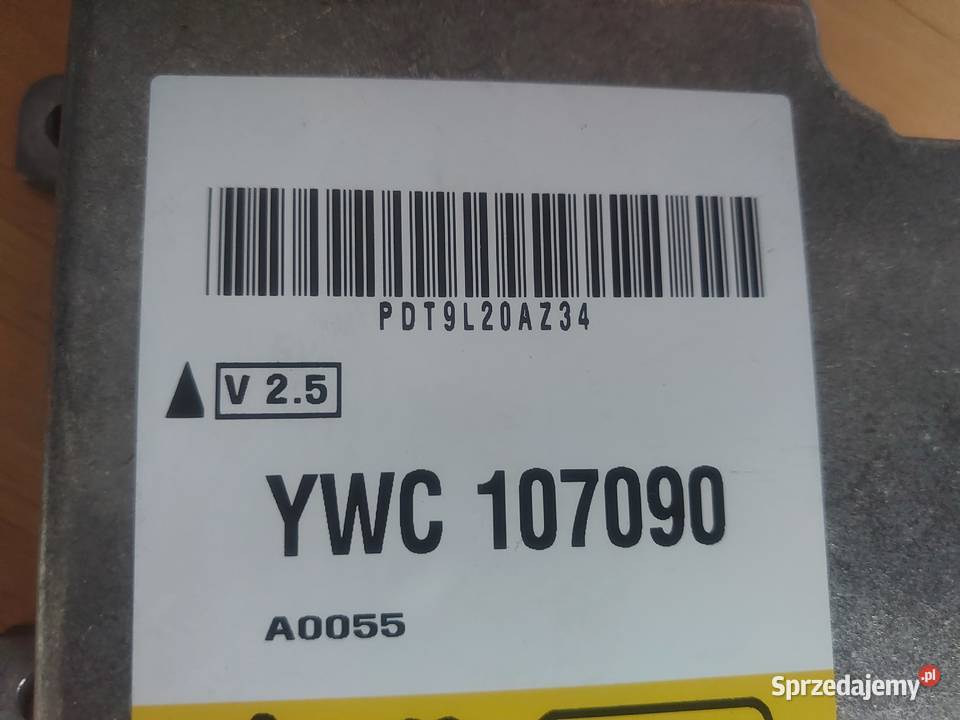 PDT9L20AZ34
V 2.5
YWC 107090
A0055
Sprzedajemy.pl